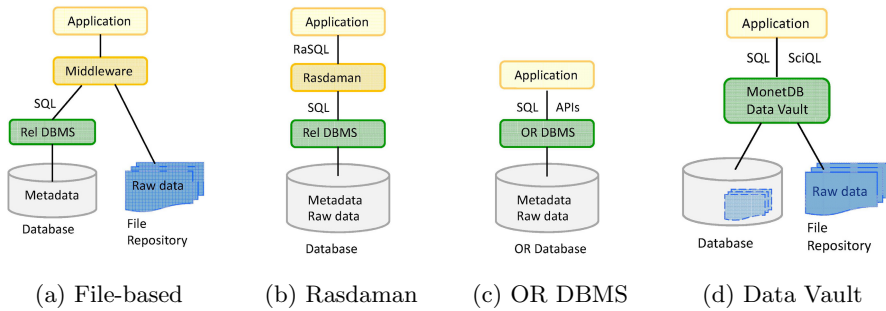 Application
Middleware
SQL
Rel DBMS
Metadata
Database
Raw data
File
Repository
(a) File-based
Application
RaSQL
Rasdaman
SQL
Rel DBMS
Metadata
Raw data
Database
(b) Rasdaman
Application
SQL APIs
OR DBMS
Metadata
Raw data
OR Database
(c) OR DBMS
Application
SQL SciQL
MonetDB
Data Vault
Database
Raw data
File
Repository
(d) Data Vault